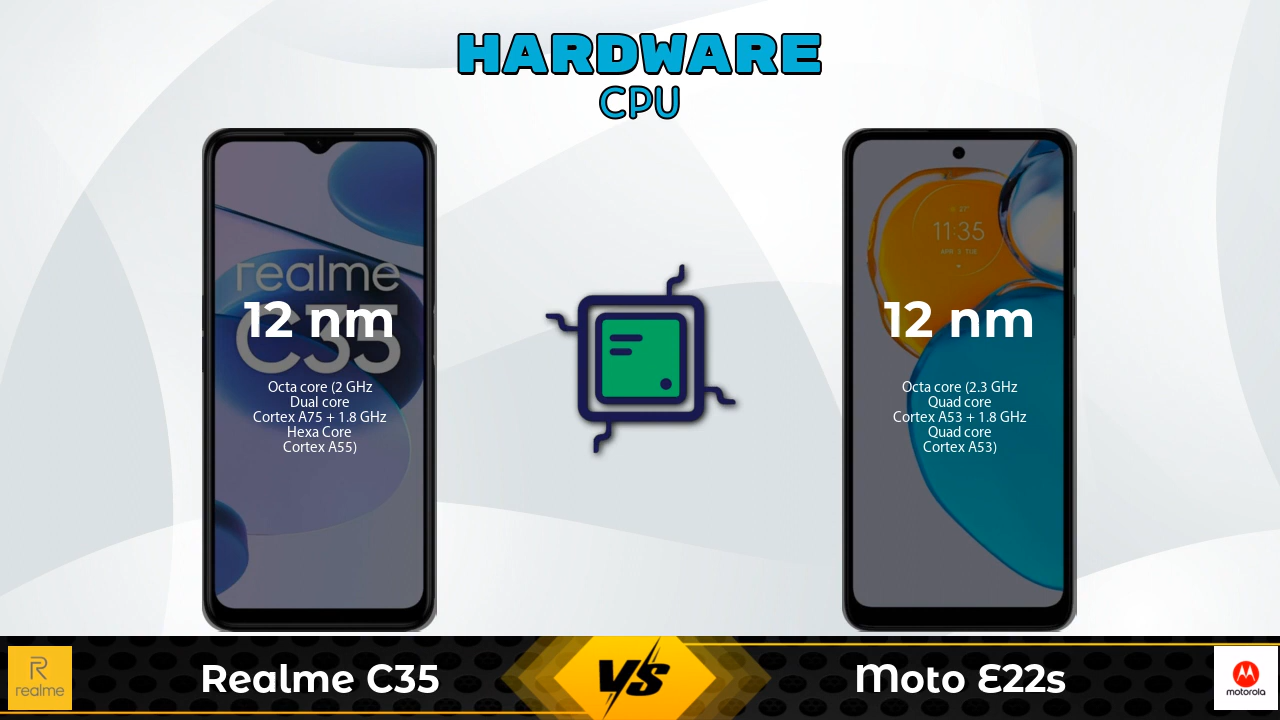 HARDWARE
CPU
realme
C35
12 nm
Octa core (2 GHz
Dual core
Cortex A75 + 1.8 GHz
Hexa Core
Cortex A55)
11:35
12 nm
Octa core (2.3 GHz
Quad core
Cortex A53 + 1.8 GHz
Quad core
Cortex A53)
realme
Realme C35
VS
Moto E22s
motorola